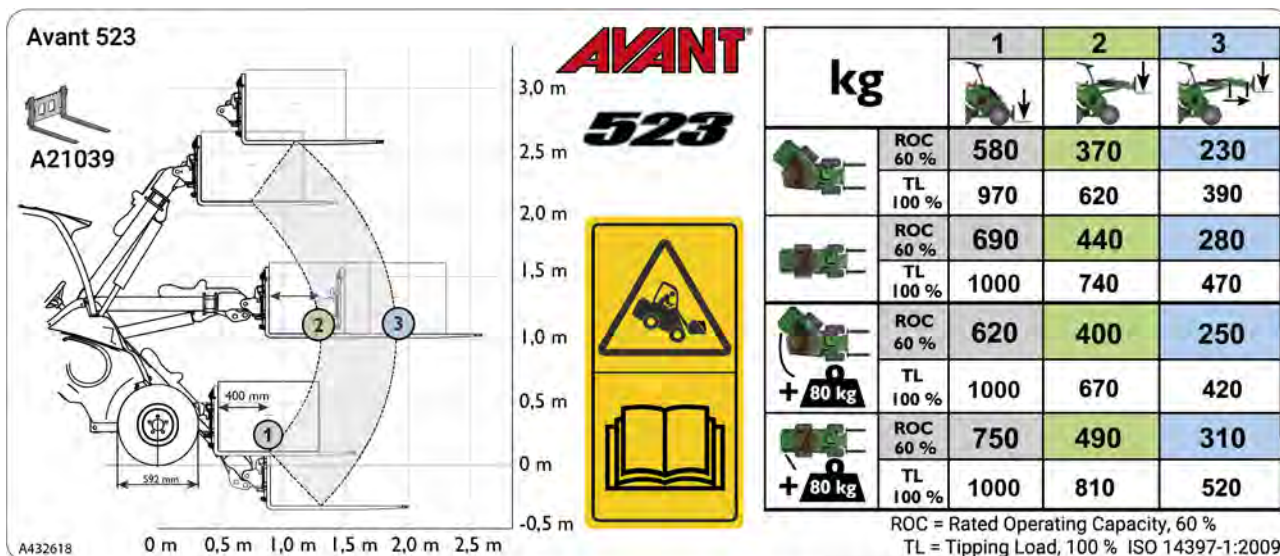 Avant 523
A21039
3,0 m
2,5 m
2,0 m
1,5 m
1,0 m
0,5 m
0 m
-0,5 m
2
3
400 mm
1
592 mm
A432618
0 m 0,5 m 1,0 m 1,5 m 2,0 m 2,5 m
AVANT®
523
kg 1 2 3
ROC 60 % 580 370 230
TL 100 % 970 620 390
ROC 60 % 690 440 280
TL 100 % 1000 740 470
ROC 60 % 620 400 250
+ 80 kg TL 100 % 1000 670 420
ROC 60 % 750 490 310
+ 80 kg TL 100 % 1000 810 520
ROC = Rated Operating Capacity, 60 %
TL = Tipping Load, 100 % ISO 14397-1:2009